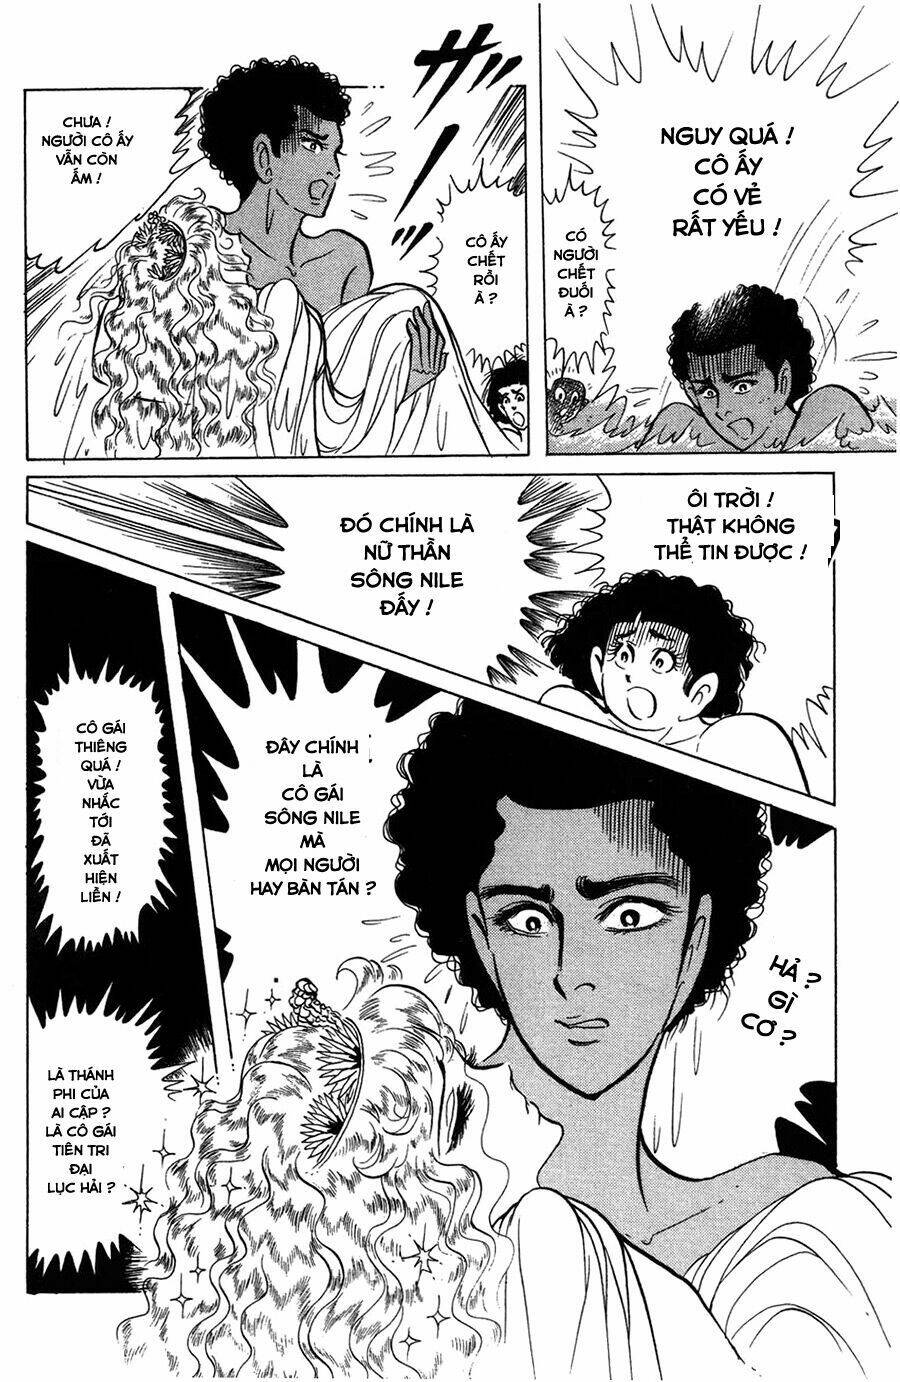 NGUY QUÁ !
CÔ ẤY
CÓ VẺ
RẤT YẾU !
CÓ
NGƯỜI
CHẾT
ĐUỐI
À ?
ザッ
CÔ ẤY
CHẾT
RỒI
À ?
CHƯA !
NGƯỜI CÔ ẤY
VẪN CÒN
ẤM !
ÔI TRỜI !
THẬT KHÔNG
THỂ TIN ĐƯỢC !
ĐÓ CHÍNH LÀ
NỮ THẦN
SÔNG NILE
ĐẤY !
HẢ ?
GÌ
CƠ ?
ĐÂY CHÍNH
LÀ
CÔ GÁI
SÔNG NILE
MÀ
MỌI NGƯỜI
HAY BÀN TÁN ?
CÔ GÁI
THIÊNG
QUÁ !
VỪA
NHẮC
TỚI
ĐÃ
XUẤT
HIỆN
LIỀN !
LÀ THÁNH
PHI CỦA
AI CẬP ?
LÀ CÔ GÁI
TIÊN TRI
ĐẠI
LỤC HẢI ?